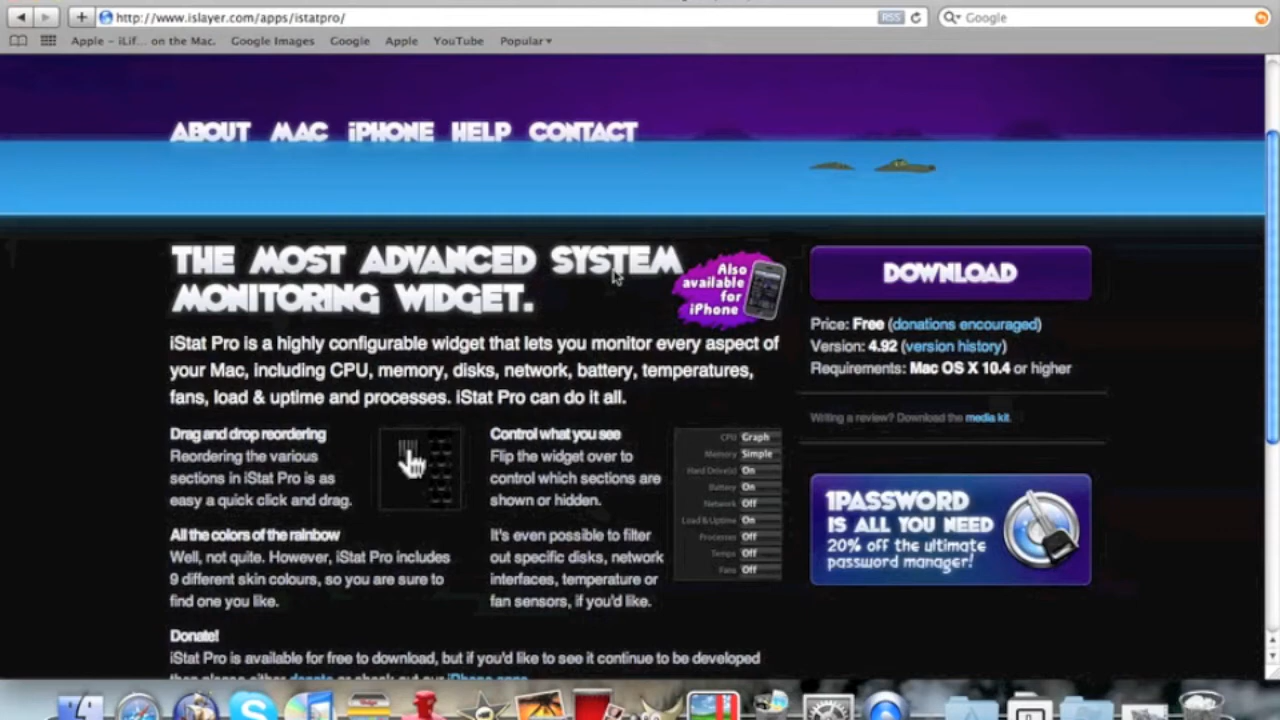 http://www.islayer.com/apps/istatpro/
RSS
Google
Apple – iLif... on the Mac.
Google Images
Google
Apple
YouTube
Popular
ABOUT MAC iPHONE HELP CONTACT
THE MOST ADVANCED SYSTEM
MONITORING WIDGET.
Also
available
for
iPhone
iStat Pro is a highly configurable widget that lets you monitor every aspect of
your Mac, including CPU, memory, disks, network, battery, temperatures,
fans, load & uptime and processes. iStat Pro can do it all.
Drag and drop reordering
Reordering the various
sections in iStat Pro is as
easy a quick click and drag.
All the colors of the rainbow
Well, not quite. However, iStat Pro includes
9 different skin colours, so you are sure to
find one you like.
Control what you see
Flip the widget over to
control which sections are
shown or hidden.
It's even possible to filter
out specific disks, network
interfaces, temperature or
fan sensors, if you'd like.
CPU Graph
Memory Simple
Hard Drive(s) On
Battery On
Network Off
Load & Uptime On
Processes Off
Temps Off
Fans Off
Donate!
iStat Pro is available for free to download, but if you'd like to see it continue to be developed
then please either donate or check out our iPhone apps
DOWNLOAD
Price: Free (donations encouraged)
Version: 4.92 (version history)
Requirements: Mac OS X 10.4 or higher
Writing a review? Download the media kit.
1PASSWORD
IS ALL YOU NEED
20% off the ultimate
password manager!